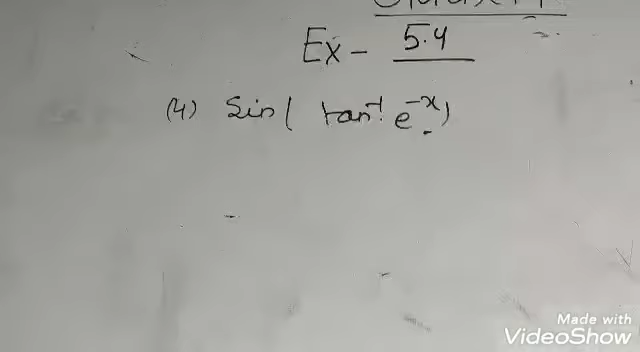 Ex - 5.4
(4) Sin( tan⁻¹ e⁻ˣ)
Made with
VideoShow